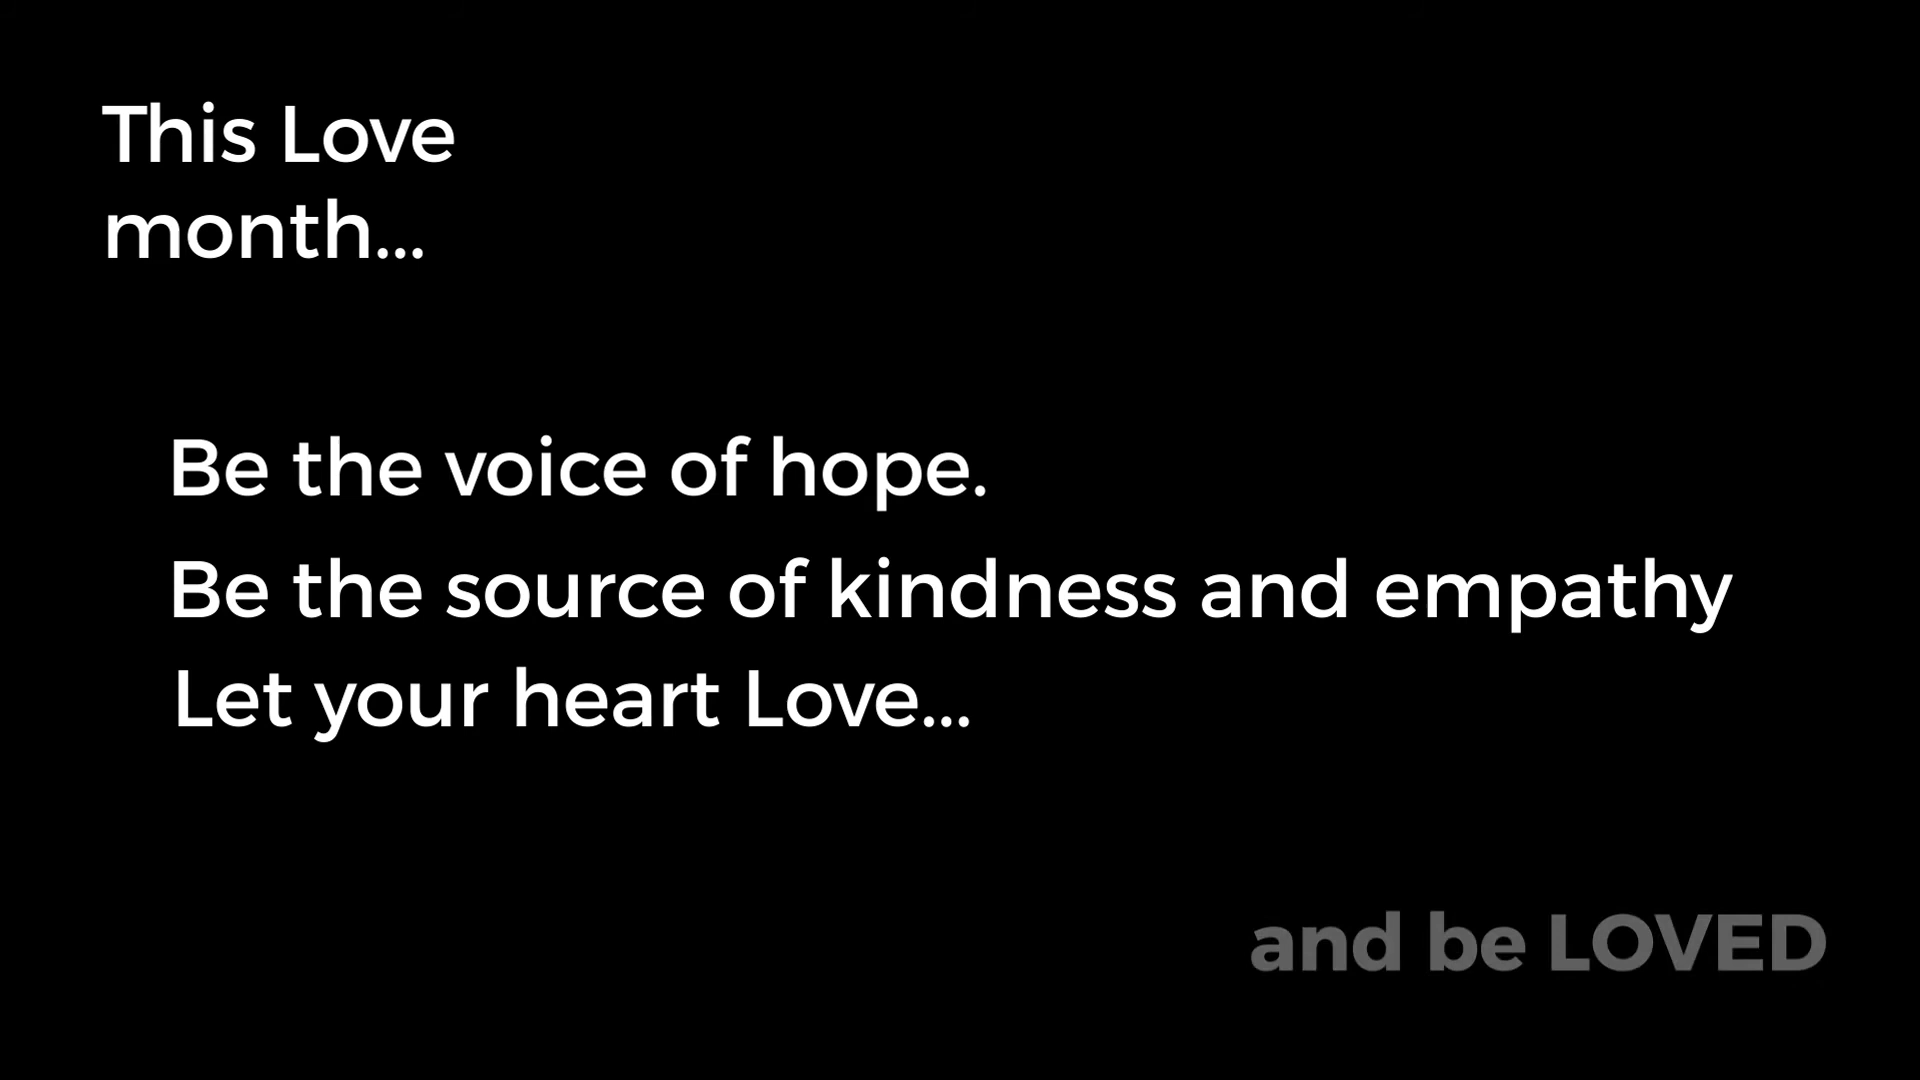 This Love
month...
Be the voice of hope.
Be the source of kindness and empathy
Let your heart Love...
and be LOVED